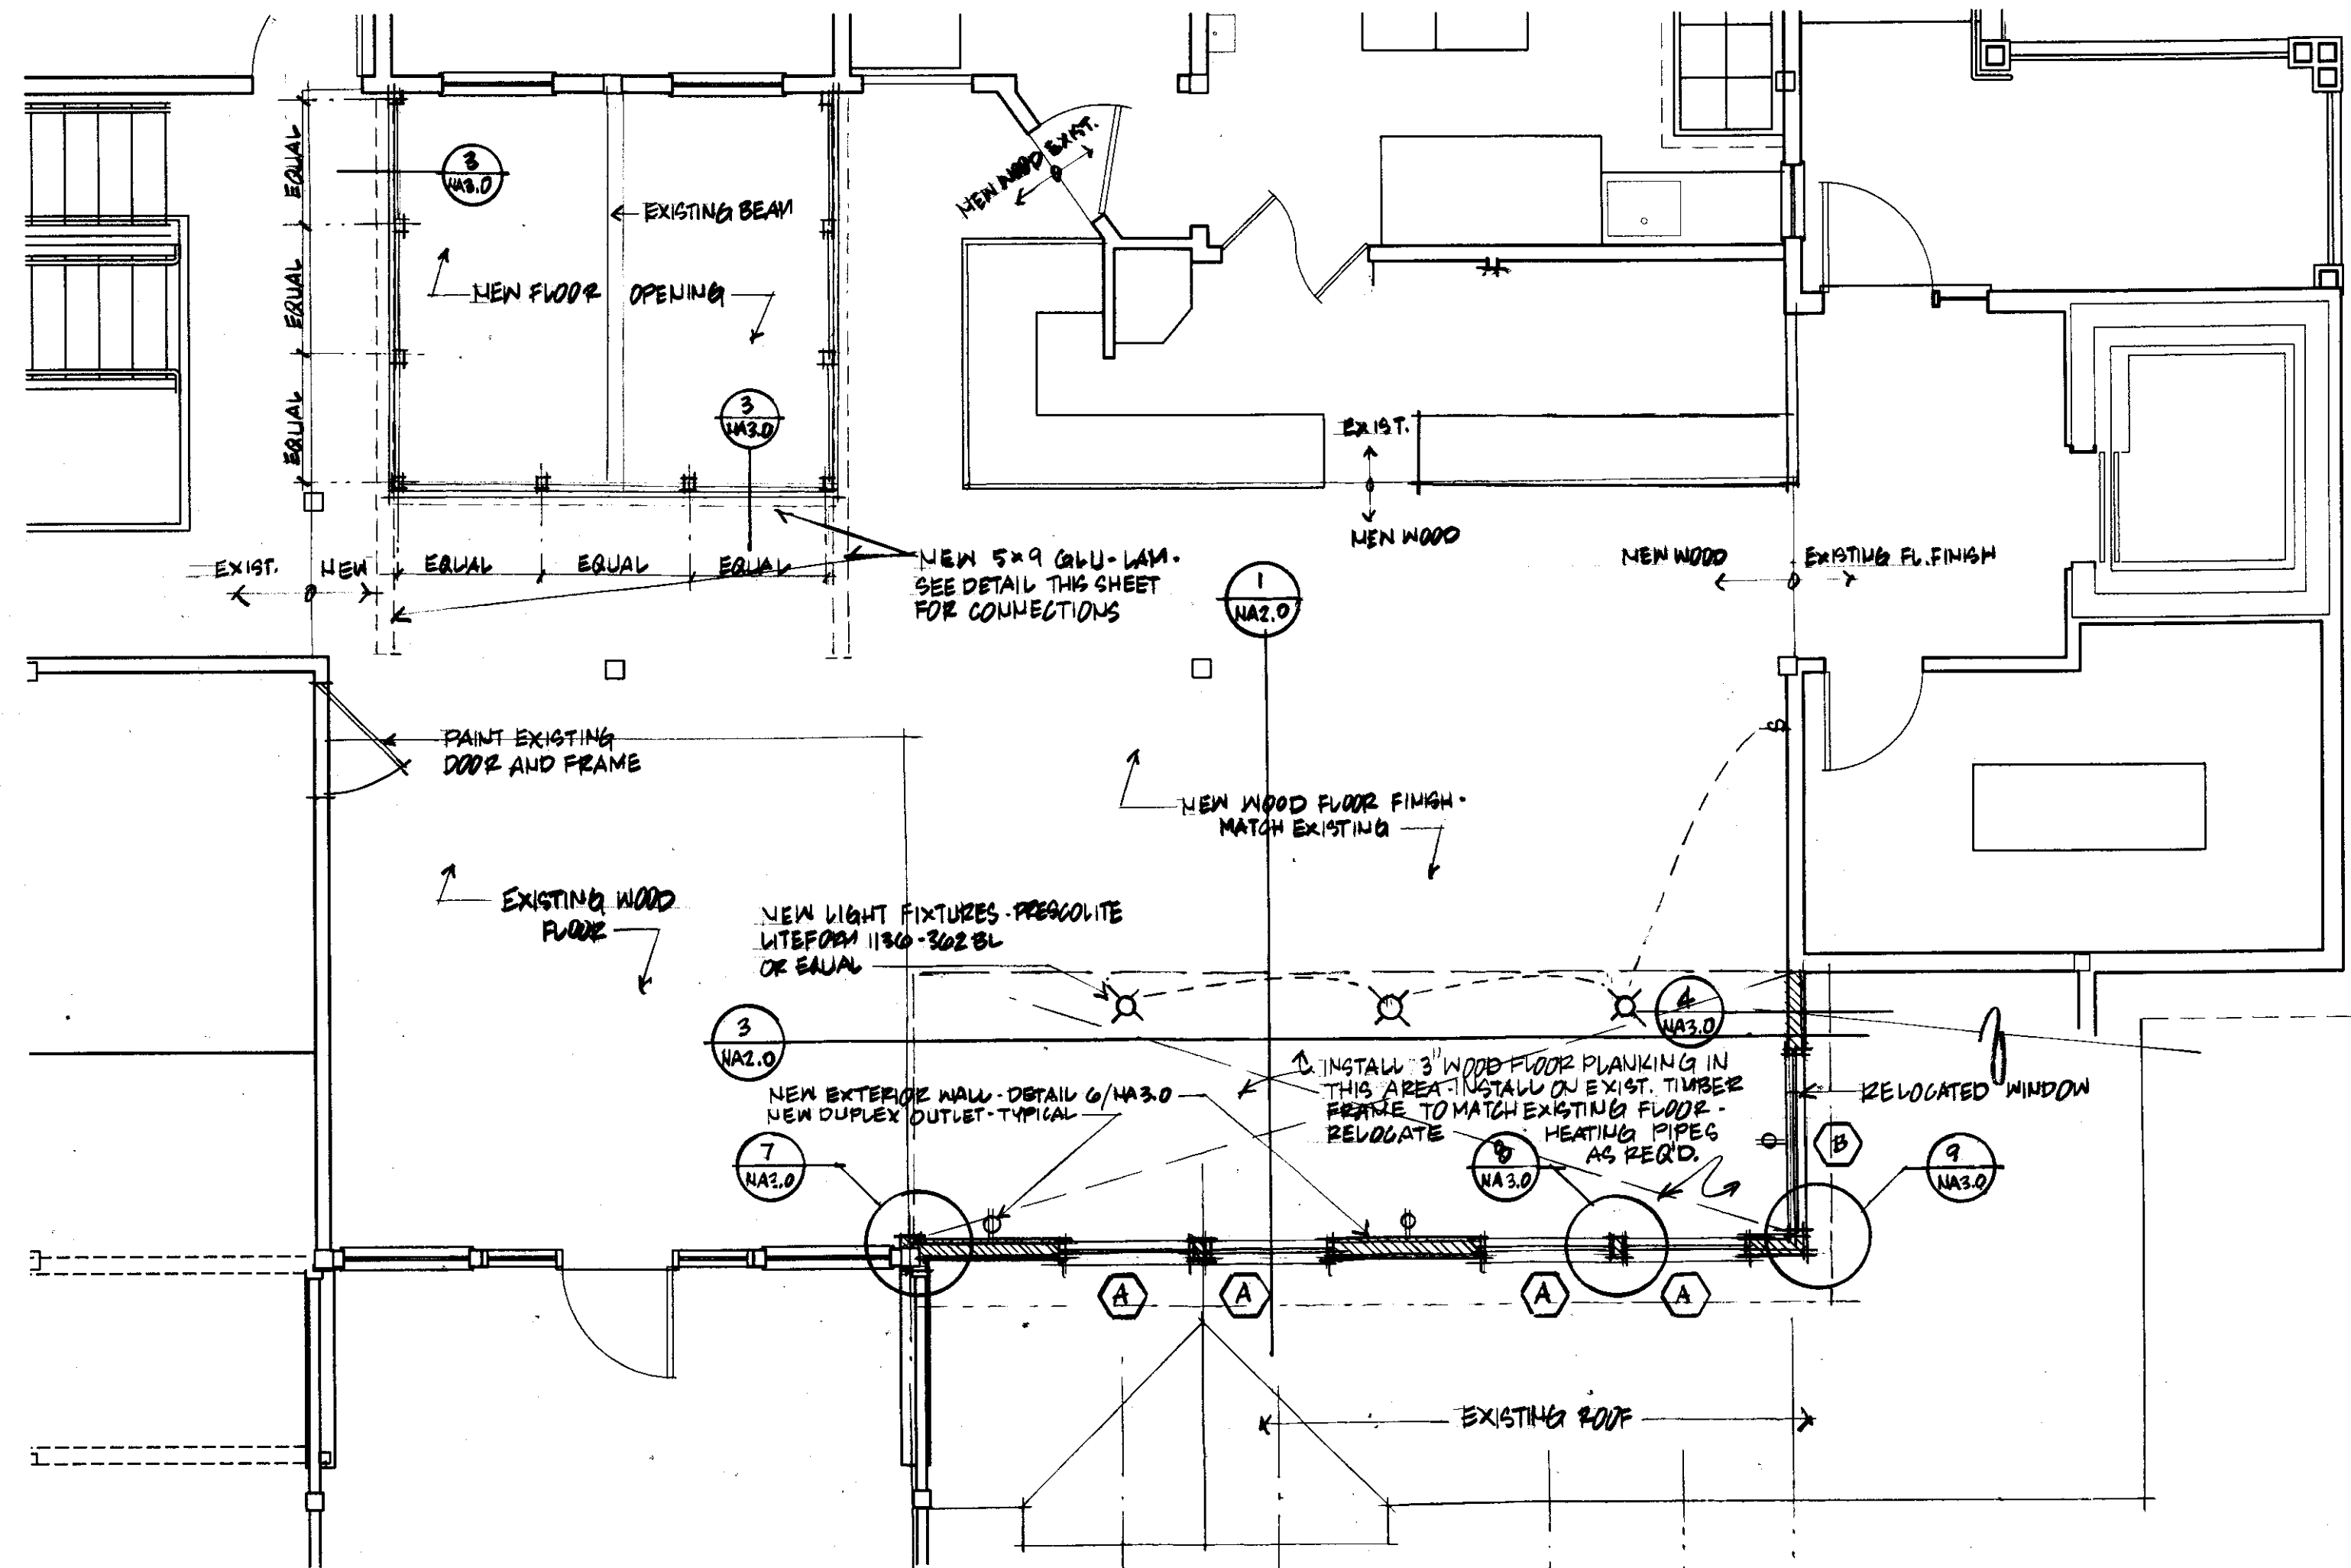 EQUAL
EQUAL
EQUAL
3
NA3.0
EXISTING BEAM
NEW FLOOR OPENING
3
NA3.0
NEW WOOD EXIST.
EXIST.
NEW WOOD
EXIST. NEW
EQUAL EQUAL EQUAL
NEW 5x9 GLU-LAM.
SEE DETAIL THIS SHEET
FOR CONNECTIONS
1
NA2.0
NEW WOOD EXISTING FL. FINISH
PAINT EXISTING
DOOR AND FRAME
S
NEW WOOD FLOOR FINISH.
MATCH EXISTING
EXISTING WOOD
FLOOR
NEW LIGHT FIXTURES-PRESCOLITE
LITEFORM 1136-362BL
OR EQUAL
3
NA2.0
4
NA3.0
INSTALL 3" WOOD FLOOR PLANKING IN
THIS AREA-INSTALL ON EXIST. TIMBER
FRAME TO MATCH EXISTING FLOOR-
RELOCATE HEATING PIPES
AS REQ'D.
RELOCATED WINDOW
NEW EXTERIOR WALL-DETAIL 6/NA3.0
NEW DUPLEX OUTLET-TYPICAL
7
NA3.0
8
NA3.0
B
9
NA3.0
A A A A
EXISTING ROOF